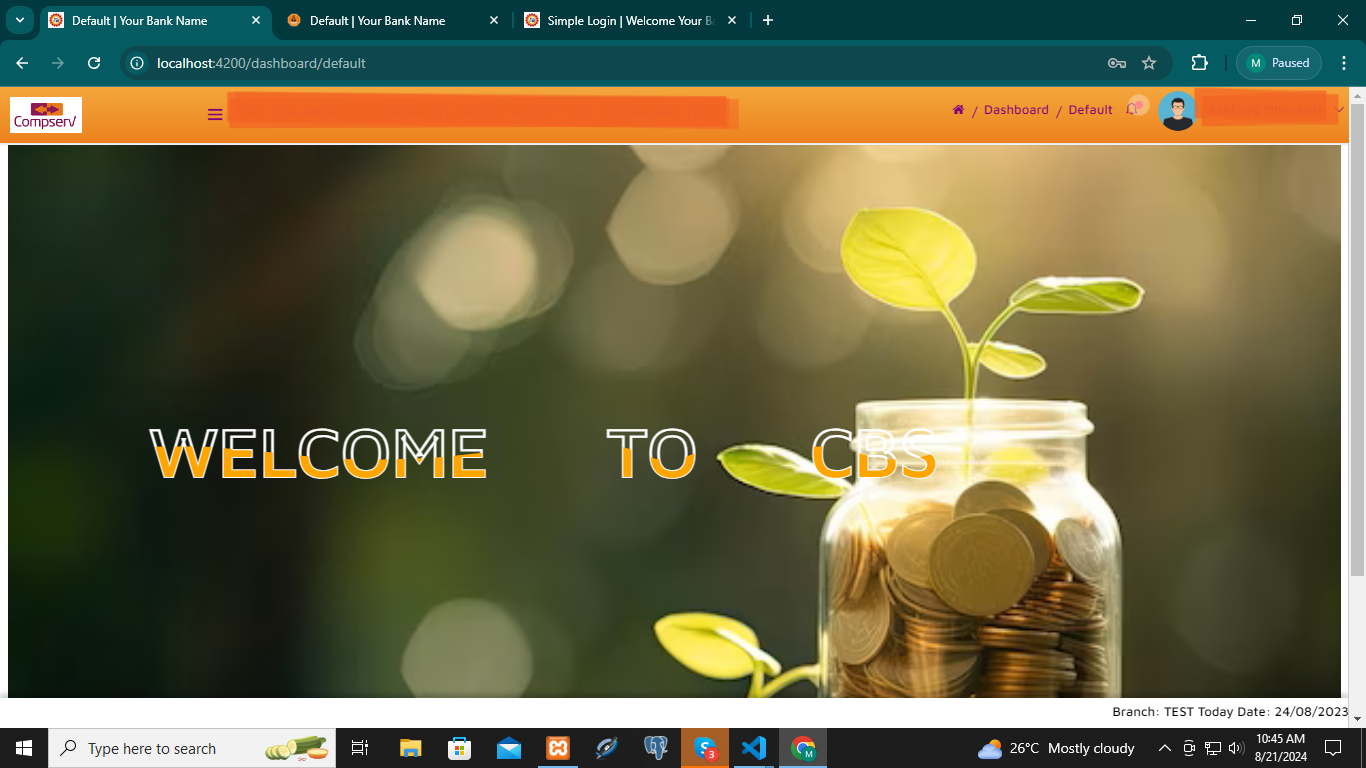 Default | Your Bank Name
Default | Your Bank Name
Simple Login | Welcome Your B
localhost:4200/dashboard/default
M Paused
CompserV
/ Dashboard / Default
WELCOME TO CBS
Branch: TEST Today Date: 24/08/2023
Type here to search
3
M
26°C Mostly cloudy
10:45 AM
8/21/2024